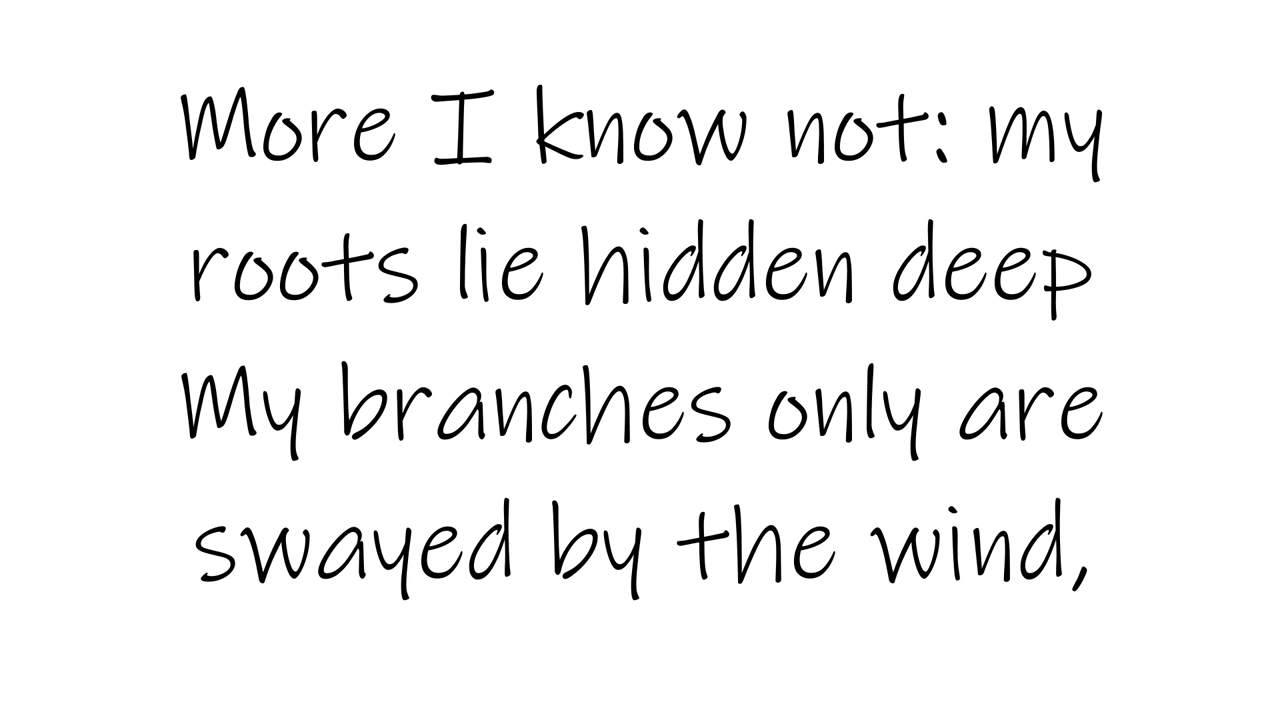 More I know not: my
roots lie hidden deep
My branches only are
swayed by the wind,